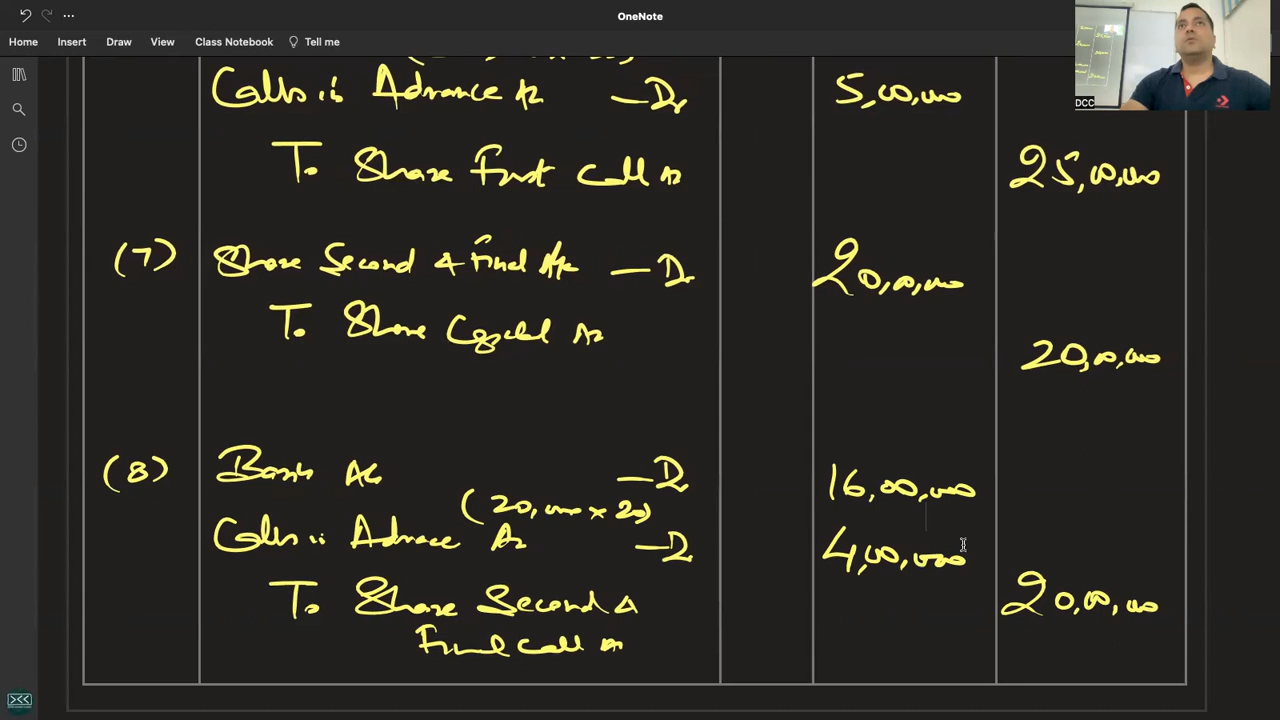 OneNote
Home Insert Draw View Class Notebook Tell me
DCC
Calls in Advance A/c —Dr 5,00,000
To Share First Call A/c 25,00,000
(7) Share Second & Final A/c —Dr 20,00,000
To Share Capital A/c
20,00,000
(8) Bank A/c —Dr 16,00,000
(20,000 x 20)
Calls in Advance A/c —Dr 4,00,000
To Share Second & 20,00,000
Final Call A/c
DCC